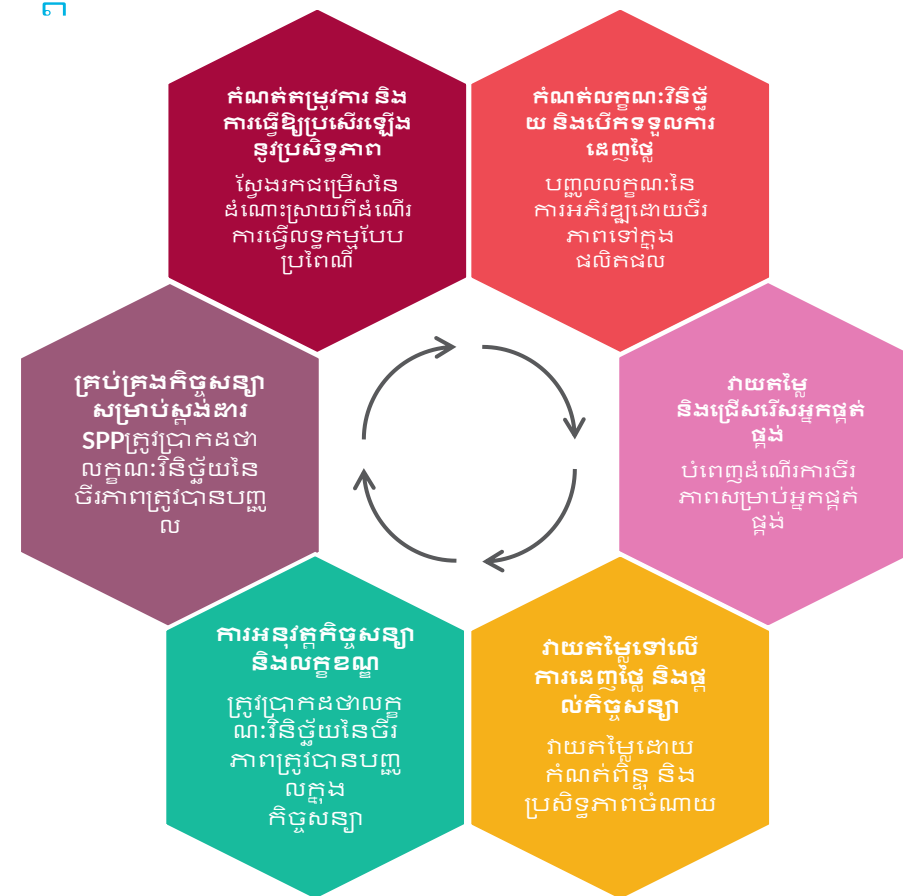 កំណត់តម្រូវការ និង
ការធ្វើឱ្យប្រសើរឡើង
នូវប្រសិទ្ធភាព
ស្វែងរកជម្រើសនៃ
ដំណោះស្រាយពីដំណើរ
ការធ្វើលទ្ធកម្មបែប
ប្រពៃណី
កំណត់លក្ខណៈវិនិច្ឆ័
យ និងបើកទទួលការ
ដេញថ្លៃ
បញ្ចូលលក្ខណៈនៃ
ការអភិវឌ្ឍដោយចីរ
ភាពទៅក្នុង
ផលិតផល
វាយតម្លៃ
និងជ្រើសរើសអ្នកផ្គត់
ផ្គង់
បំពេញដំណើរការចីរ
ភាពសម្រាប់អ្នកផ្គត់
ផ្គង់
វាយតម្លៃទៅលើ
ការដេញថ្លៃ និងផ្ត
ល់កិច្ចសន្យា
វាយតម្លៃដោយ
កំណត់ពិន្ទុ និង
ប្រសិទ្ធភាពចំណាយ
ការអនុវត្តកិច្ចសន្យា
និងលក្ខខណ្ឌ
ត្រូវប្រាកដថាលក្ខ
ណៈវិនិច្ឆ័យនៃចីរ
ភាពត្រូវបានបញ្ចូ
លក្នុង
កិច្ចសន្យា
គ្រប់គ្រងកិច្ចសន្យា
សម្រាប់ស្តង់ដារ
SPPត្រូវប្រាកដថា
លក្ខណៈវិនិច្ឆ័យនៃ
ចីរភាពត្រូវបានបញ្ចូ
ល